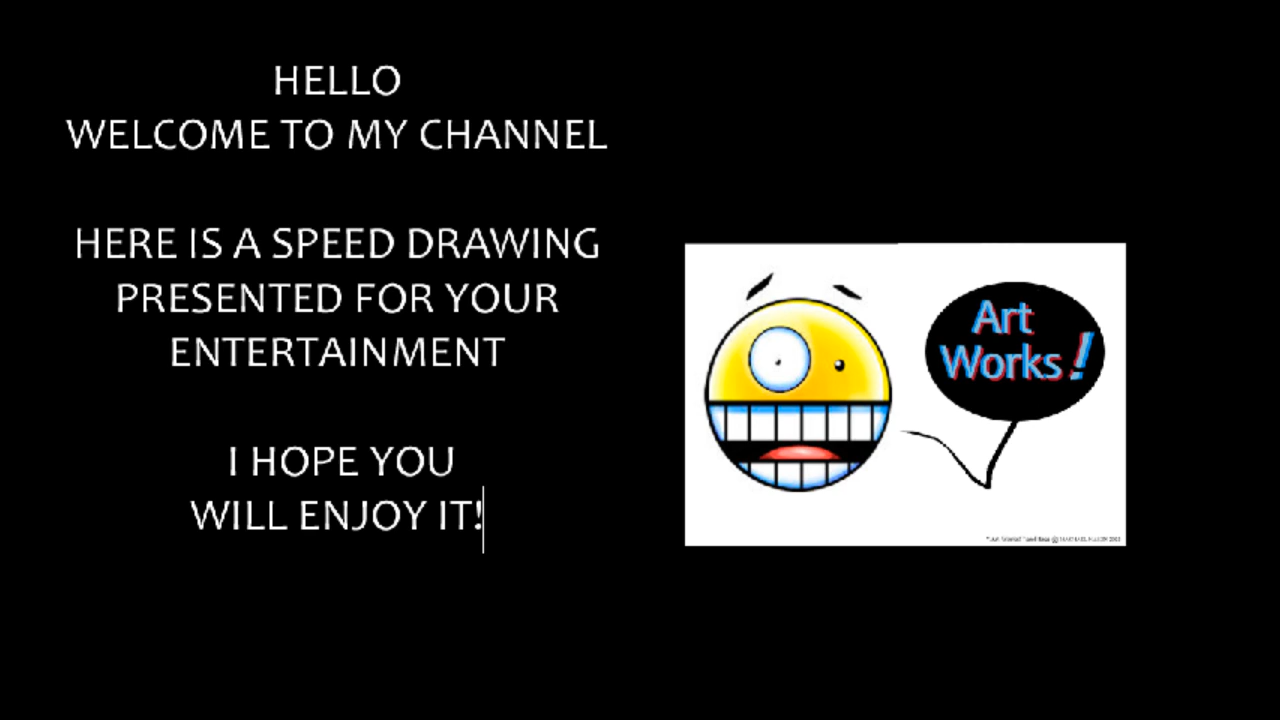 HELLO
WELCOME TO MY CHANNEL
HERE IS A SPEED DRAWING
PRESENTED FOR YOUR
ENTERTAINMENT
I HOPE YOU
WILL ENJOY IT!
Art
Works!